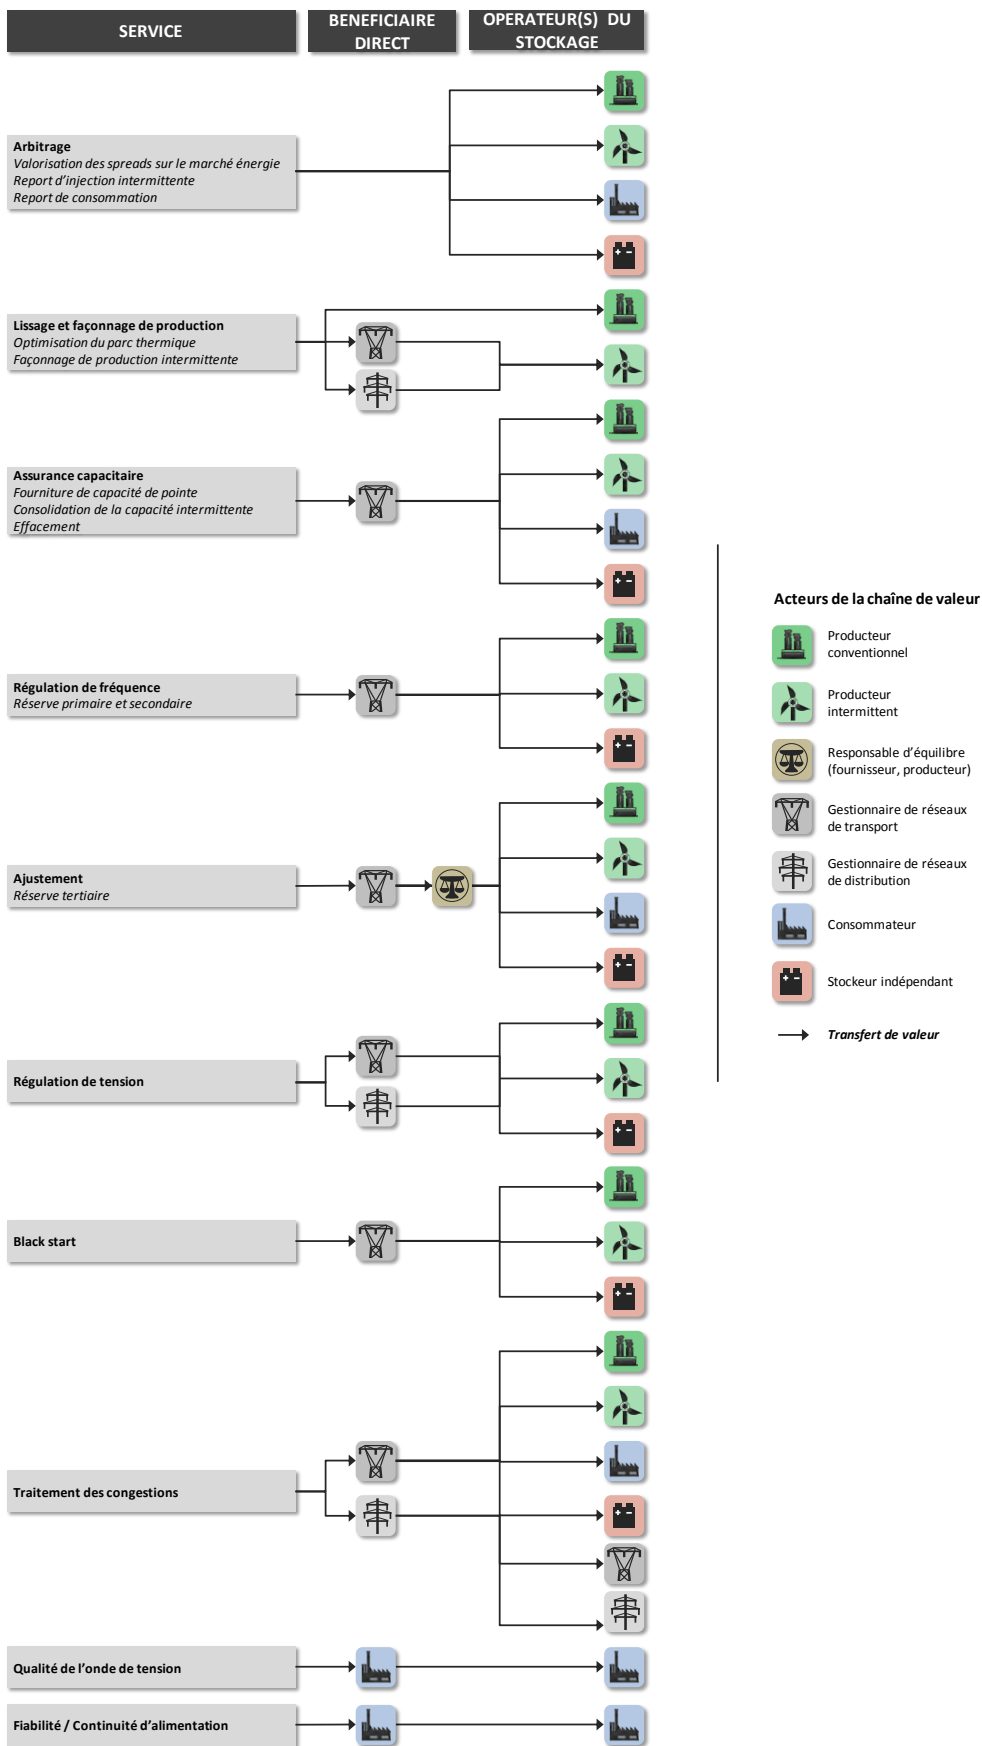 SERVICE
BENEFICIAIRE
DIRECT
OPERATEUR(S) DU
STOCKAGE
Arbitrage
Valorisation des spreads sur le marché énergie
Report d'injection intermittente
Report de consommation
Lissage et façonnage de production
Optimisation du parc thermique
Façonnage de production intermittente
Assurance capacitaire
Fourniture de capacité de pointe
Consolidation de la capacité intermittente
Effacement
Régulation de fréquence
Réserve primaire et secondaire
Ajustement
Réserve tertiaire
Régulation de tension
Black start
Traitement des congestions
Qualité de l'onde de tension
Fiabilité / Continuité d'alimentation
Acteurs de la chaîne de valeur
Producteur
conventionnel
Producteur
intermittent
Responsable d'équilibre
(fournisseur, producteur)
Gestionnaire de réseaux
de transport
Gestionnaire de réseaux
de distribution
Consommateur
Stockeur indépendant
Transfert de valeur